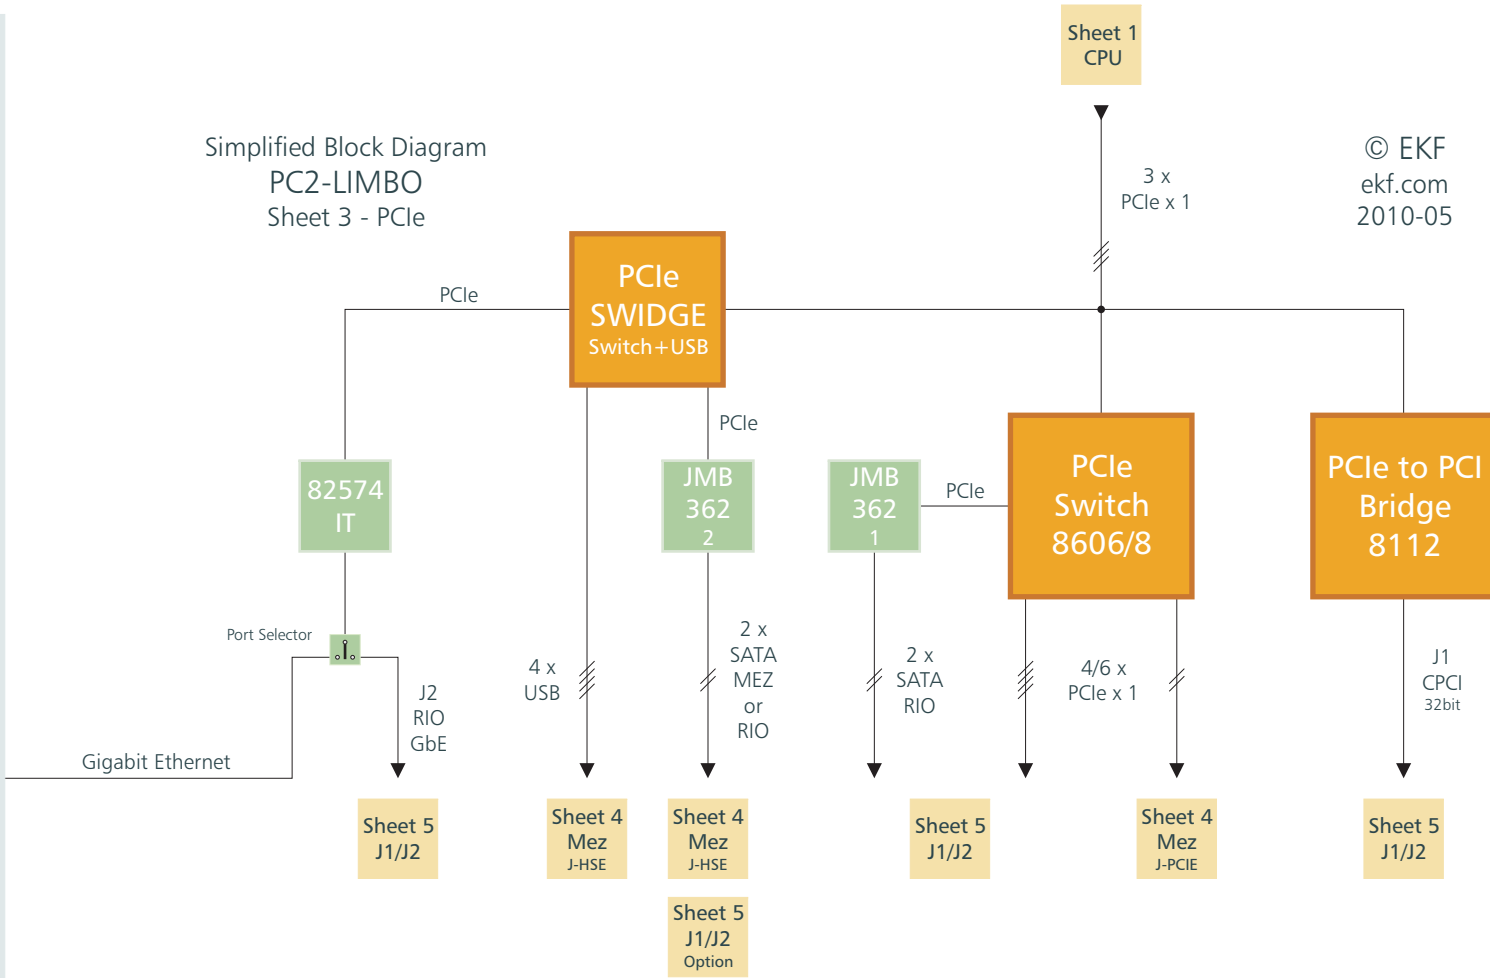 Sheet 1
CPU
Simplified Block Diagram
PC2-LIMBO
Sheet 3 - PCIe
© EKF
ekf.com
2010-05
3 x
PCIe x 1
PCIe
SWIDGE
Switch+USB
PCIe
PCIe
82574
IT
JMB
362
2
JMB
362
1
PCIe
PCIe
Switch
8606/8
PCIe to PCI
Bridge
8112
Port Selector
J2
RIO
GbE
4 x
USB
2 x
SATA
MEZ
or
RIO
2 x
SATA
RIO
4/6 x
PCIe x 1
J1
CPCI
32bit
Gigabit Ethernet
Sheet 5
J1/J2
Sheet 4
Mez
J-HSE
Sheet 4
Mez
J-HSE
Sheet 5
J1/J2
Sheet 4
Mez
J-PCIE
Sheet 5
J1/J2
Sheet 5
J1/J2
Option